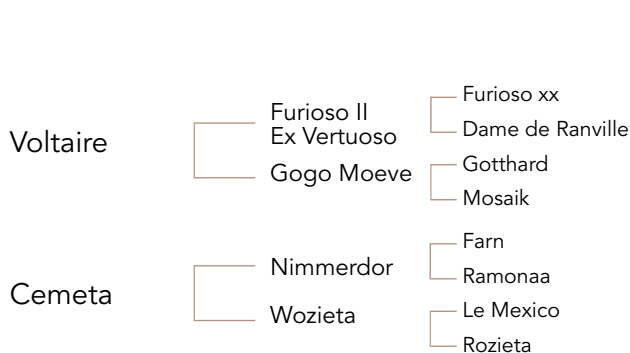 Voltaire
Furioso II
Ex Vertuoso
Gogo Moeve
Furioso xx
Dame de Ranville
Gotthard
Mosaik
Cemeta
Nimmerdor
Wozieta
Farn
Ramonaa
Le Mexico
Rozieta